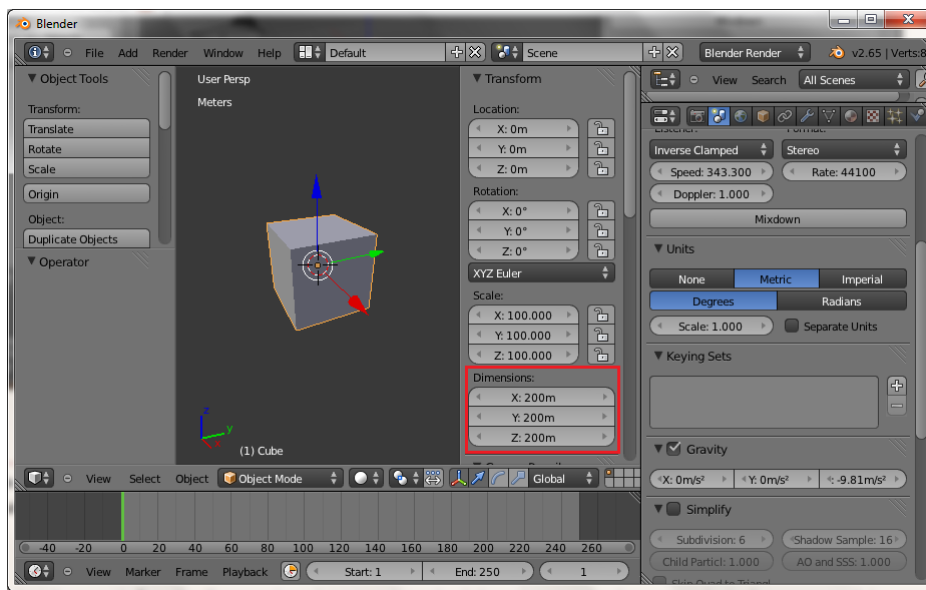 Blender
File Add Render Window Help Default Scene Blender Render v2.65 | Verts:8
Object Tools
Transform:
Translate
Rotate
Scale
Origin
Object:
Duplicate Objects
Operator
User Persp
Meters
z
y
(1) Cube
Transform
Location:
X: 0m
Y: 0m
Z: 0m
Rotation:
X: 0°
Y: 0°
Z: 0°
XYZ Euler
Scale:
X: 100.000
Y: 100.000
Z: 100.000
Dimensions:
X: 200m
Y: 200m
Z: 200m
View Search All Scenes
Inverse Clamped Stereo
Speed: 343.300 Rate: 44100
Doppler: 1.000
Mixdown
Units
None Metric Imperial
Degrees Radians
Scale: 1.000 Separate Units
Keying Sets
Gravity
X: 0m/s² Y: 0m/s² -9.81m/s²
Simplify
Subdivision: 6 Shadow Sample: 16
Child Particl: 1.000 AO and SSS: 1.000
View Select Object Object Mode Global
-40 -20 0 20 40 60 80 100 120 140 160 180 200 220 240 260
View Marker Frame Playback Start: 1 End: 250 1